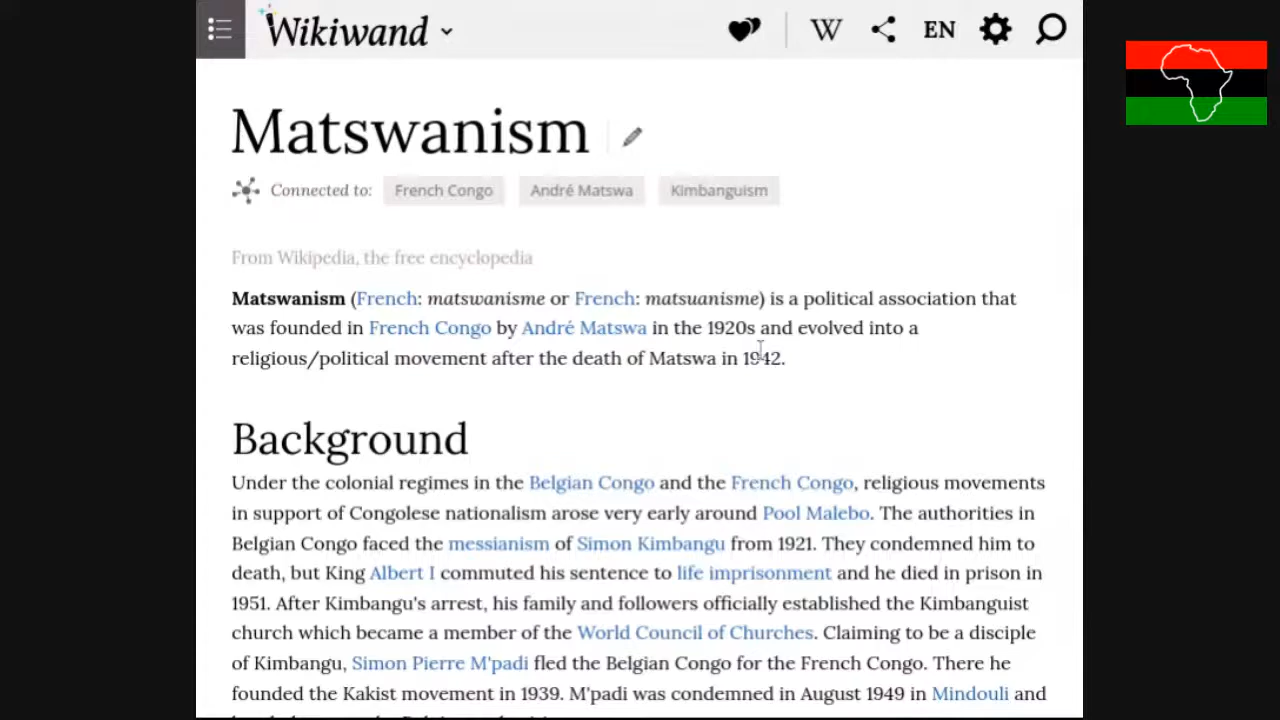 Wikiwand
W
EN
Matswanism
Connected to: French Congo André Matswa Kimbanguism
From Wikipedia, the free encyclopedia
Matswanism (French: matswanisme or French: matsuanisme) is a political association that
was founded in French Congo by André Matswa in the 1920s and evolved into a
religious/political movement after the death of Matswa in 1942.
Background
Under the colonial regimes in the Belgian Congo and the French Congo, religious movements
in support of Congolese nationalism arose very early around Pool Malebo. The authorities in
Belgian Congo faced the messianism of Simon Kimbangu from 1921. They condemned him to
death, but King Albert I commuted his sentence to life imprisonment and he died in prison in
1951. After Kimbangu's arrest, his family and followers officially established the Kimbanguist
church which became a member of the World Council of Churches. Claiming to be a disciple
of Kimbangu, Simon Pierre M'padi fled the Belgian Congo for the French Congo. There he
founded the Kakist movement in 1939. M'padi was condemned in August 1949 in Mindouli and